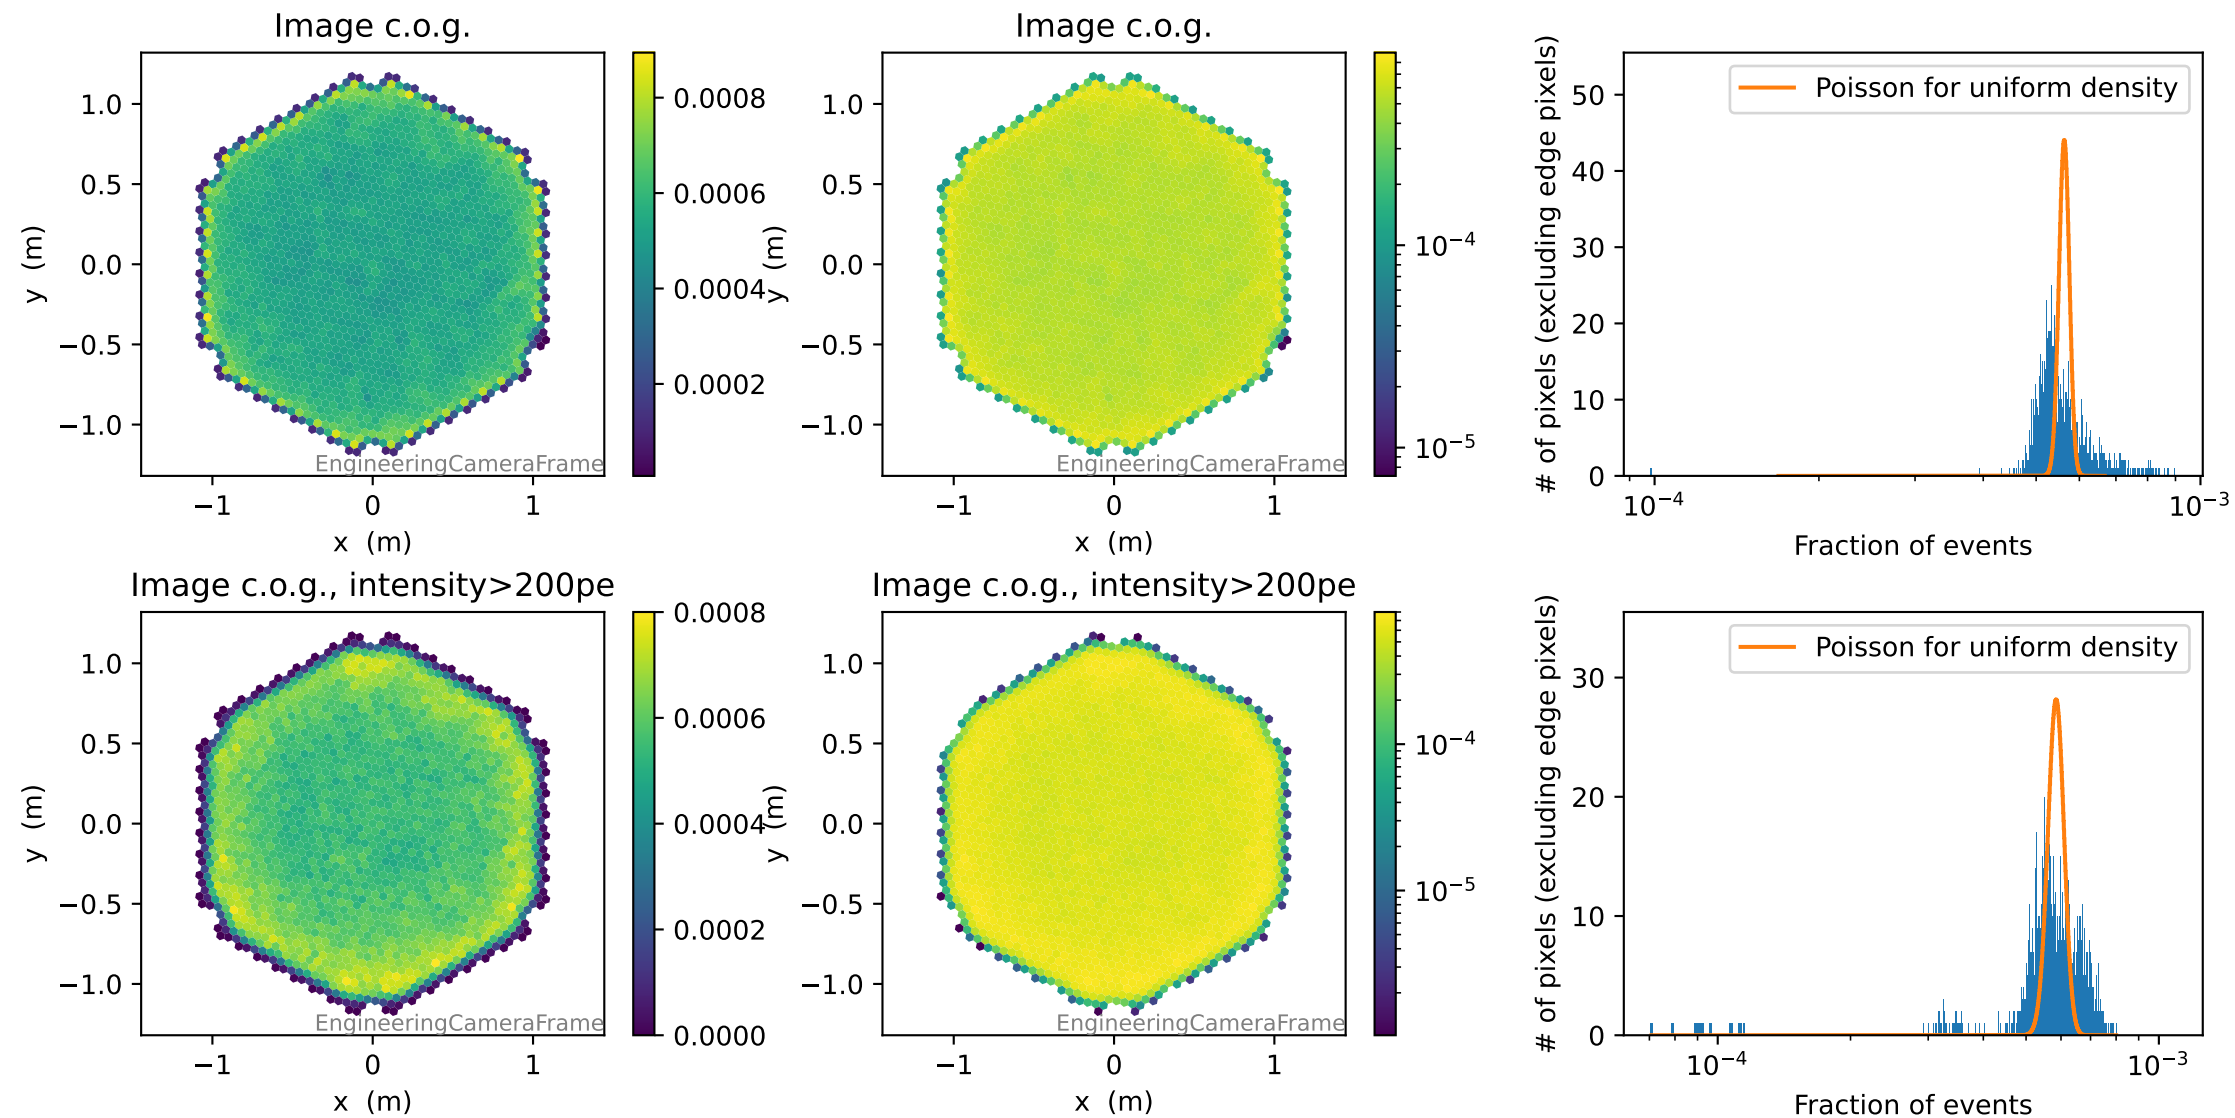 Image c.o.g.
1.0
0.5
0.0
−0.5
−1.0
y (m)
−1
0
1
x (m)
EngineeringCameraFrame
0.0008
0.0006
0.0004
0.0002
Image c.o.g.
1.0
0.5
0.0
−0.5
−1.0
y (m)
−1
0
1
x (m)
EngineeringCameraFrame
10⁻⁴
10⁻⁵
# of pixels (excluding edge pixels)
50
40
30
20
10
0
Poisson for uniform density
10⁻⁴
10⁻³
Fraction of events
Image c.o.g., intensity>200pe
1.0
0.5
0.0
−0.5
−1.0
y (m)
−1
0
1
x (m)
EngineeringCameraFrame
0.0008
0.0006
0.0004
0.0002
0.0000
Image c.o.g., intensity>200pe
1.0
0.5
0.0
−0.5
−1.0
y (m)
−1
0
1
x (m)
EngineeringCameraFrame
10⁻⁴
10⁻⁵
# of pixels (excluding edge pixels)
30
20
10
0
Poisson for uniform density
10⁻⁴
10⁻³
Fraction of events